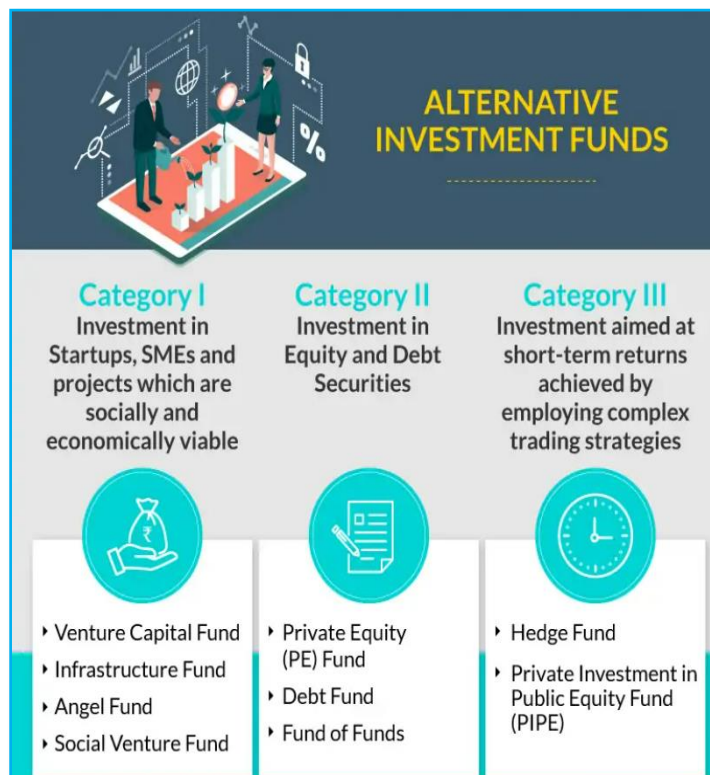 %
ALTERNATIVE
INVESTMENT FUNDS
Category I
Investment in
Startups, SMEs and
projects which are
socially and
economically viable
₹
‣ Venture Capital Fund
‣ Infrastructure Fund
‣ Angel Fund
‣ Social Venture Fund
Category II
Investment in
Equity and Debt
Securities
‣ Private Equity
(PE) Fund
‣ Debt Fund
‣ Fund of Funds
Category III
Investment aimed at
short-term returns
achieved by
employing complex
trading strategies
‣ Hedge Fund
‣ Private Investment in
Public Equity Fund
(PIPE)